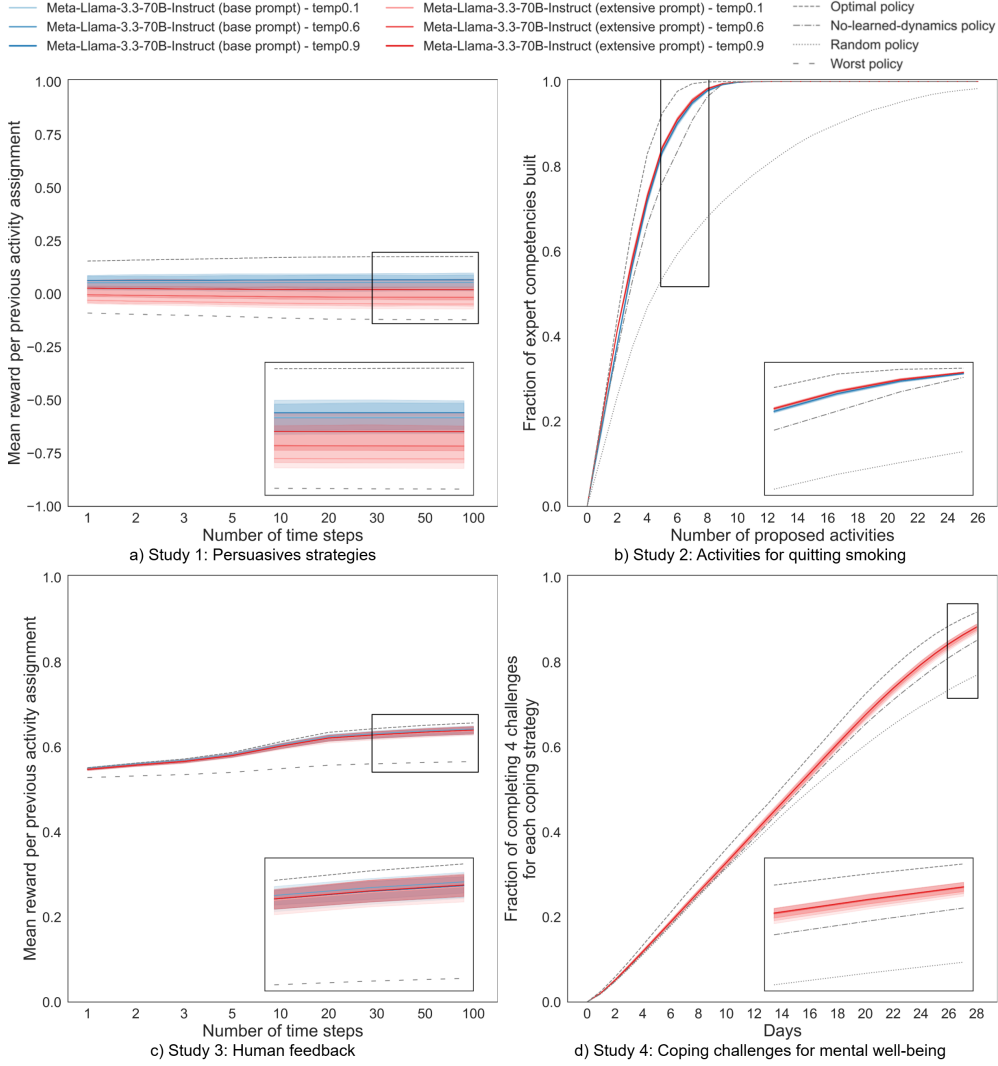 Meta-Llama-3.3-70B-Instruct (base prompt) - temp0.1
Meta-Llama-3.3-70B-Instruct (base prompt) - temp0.6
Meta-Llama-3.3-70B-Instruct (base prompt) - temp0.9
Meta-Llama-3.3-70B-Instruct (extensive prompt) - temp0.1
Meta-Llama-3.3-70B-Instruct (extensive prompt) - temp0.6
Meta-Llama-3.3-70B-Instruct (extensive prompt) - temp0.9
Optimal policy
No-learned-dynamics policy
Random policy
Worst policy
Mean reward per previous activity assignment
1.00
0.75
0.50
0.25
0.00
−0.25
−0.50
−0.75
−1.00
1 2 3 5 10 20 30 50 100
Number of time steps
a) Study 1: Persuasives strategies
Fraction of expert competencies built
1.0
0.8
0.6
0.4
0.2
0.0
0 2 4 6 8 10 12 14 16 18 20 22 24 26
Number of proposed activities
b) Study 2: Activities for quitting smoking
Mean reward per previous activity assignment
1.0
0.8
0.6
0.4
0.2
0.0
1 2 3 5 10 20 30 50 100
Number of time steps
c) Study 3: Human feedback
Fraction of completing 4 challenges
for each coping strategy
1.0
0.8
0.6
0.4
0.2
0.0
0 2 4 6 8 10 12 14 16 18 20 22 24 26 28
Days
d) Study 4: Coping challenges for mental well-being